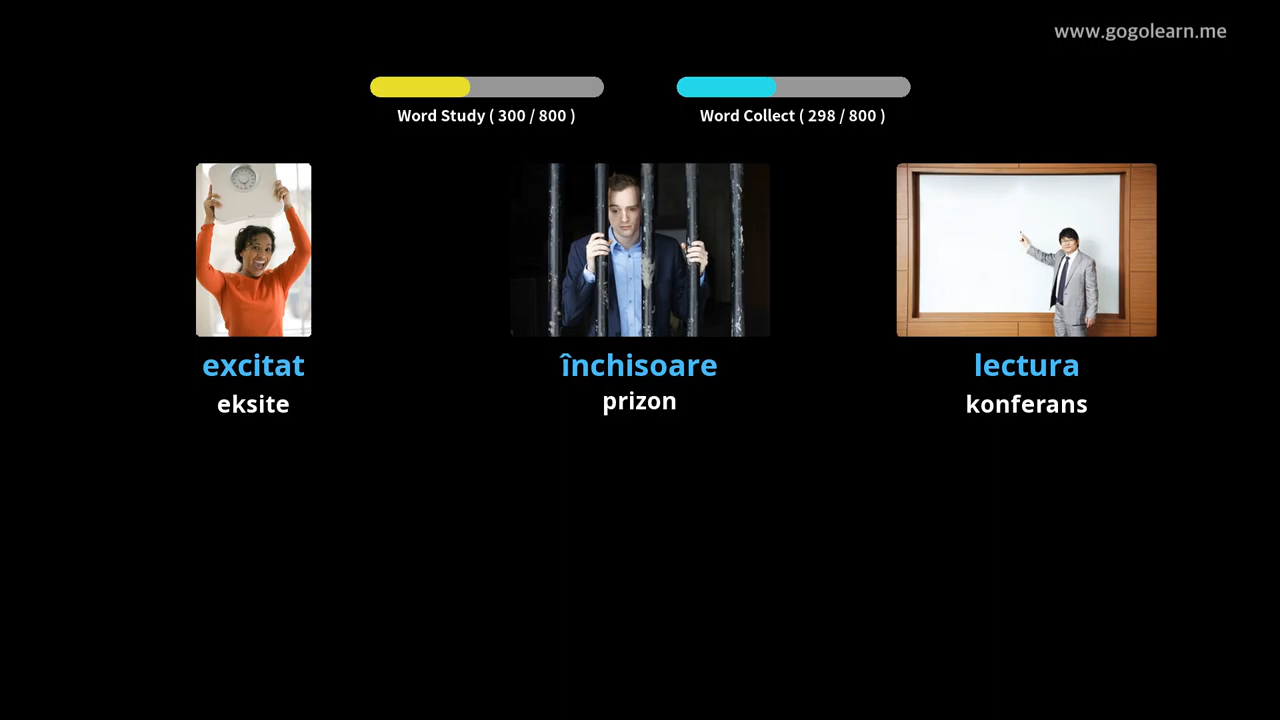 www.gogolearn.me
Word Study ( 300 / 800 )
Word Collect ( 298 / 800 )
excitat
eksite
închisoare
prizon
lectura
konferans